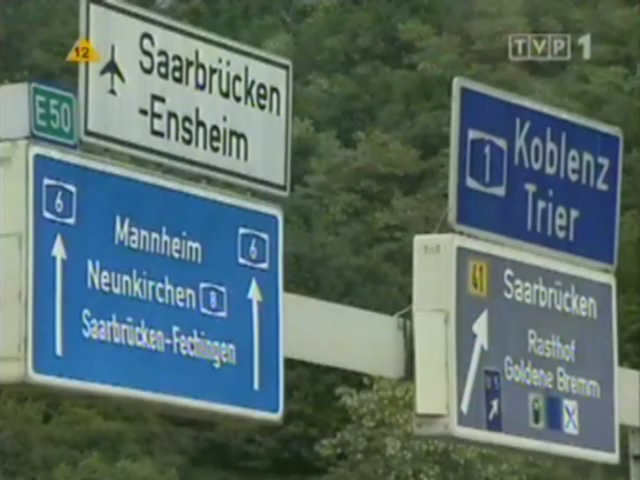 12
TVP 1
Saarbrücken
-Ensheim
E50
6
6
Mannheim
Neunkirchen 8
Saarbrücken-Fechingen
1
Koblenz
Trier
41
Saarbrücken
Rasthof
Goldene Bremm